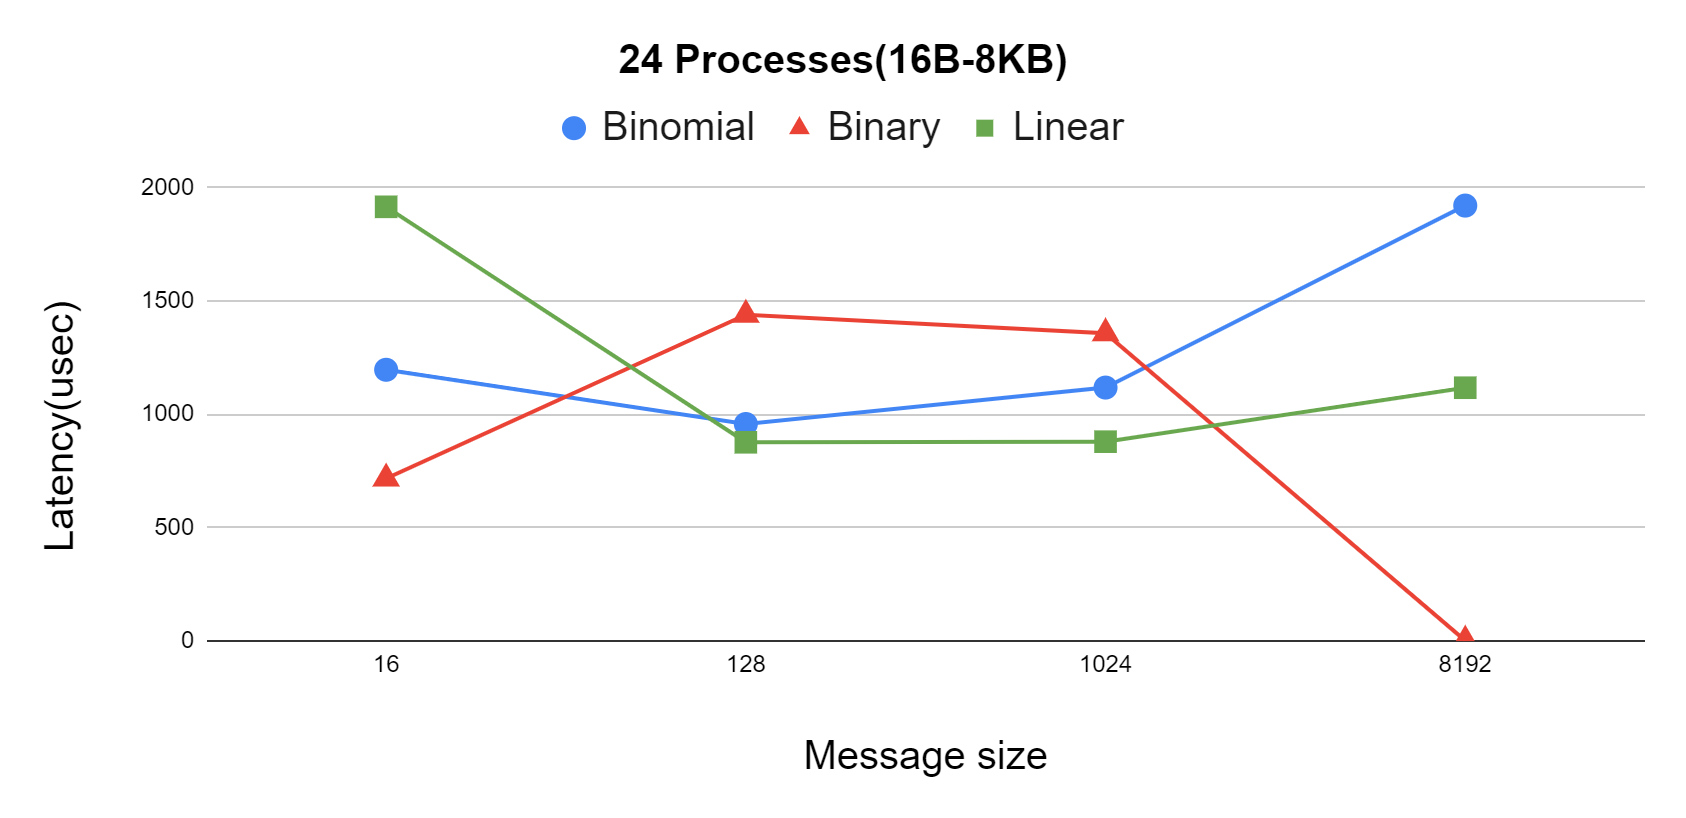 24 Processes(16B-8KB)
Binomial Binary Linear
2000
1500
1000
500
0
Latency(usec)
16 128 1024 8192
Message size